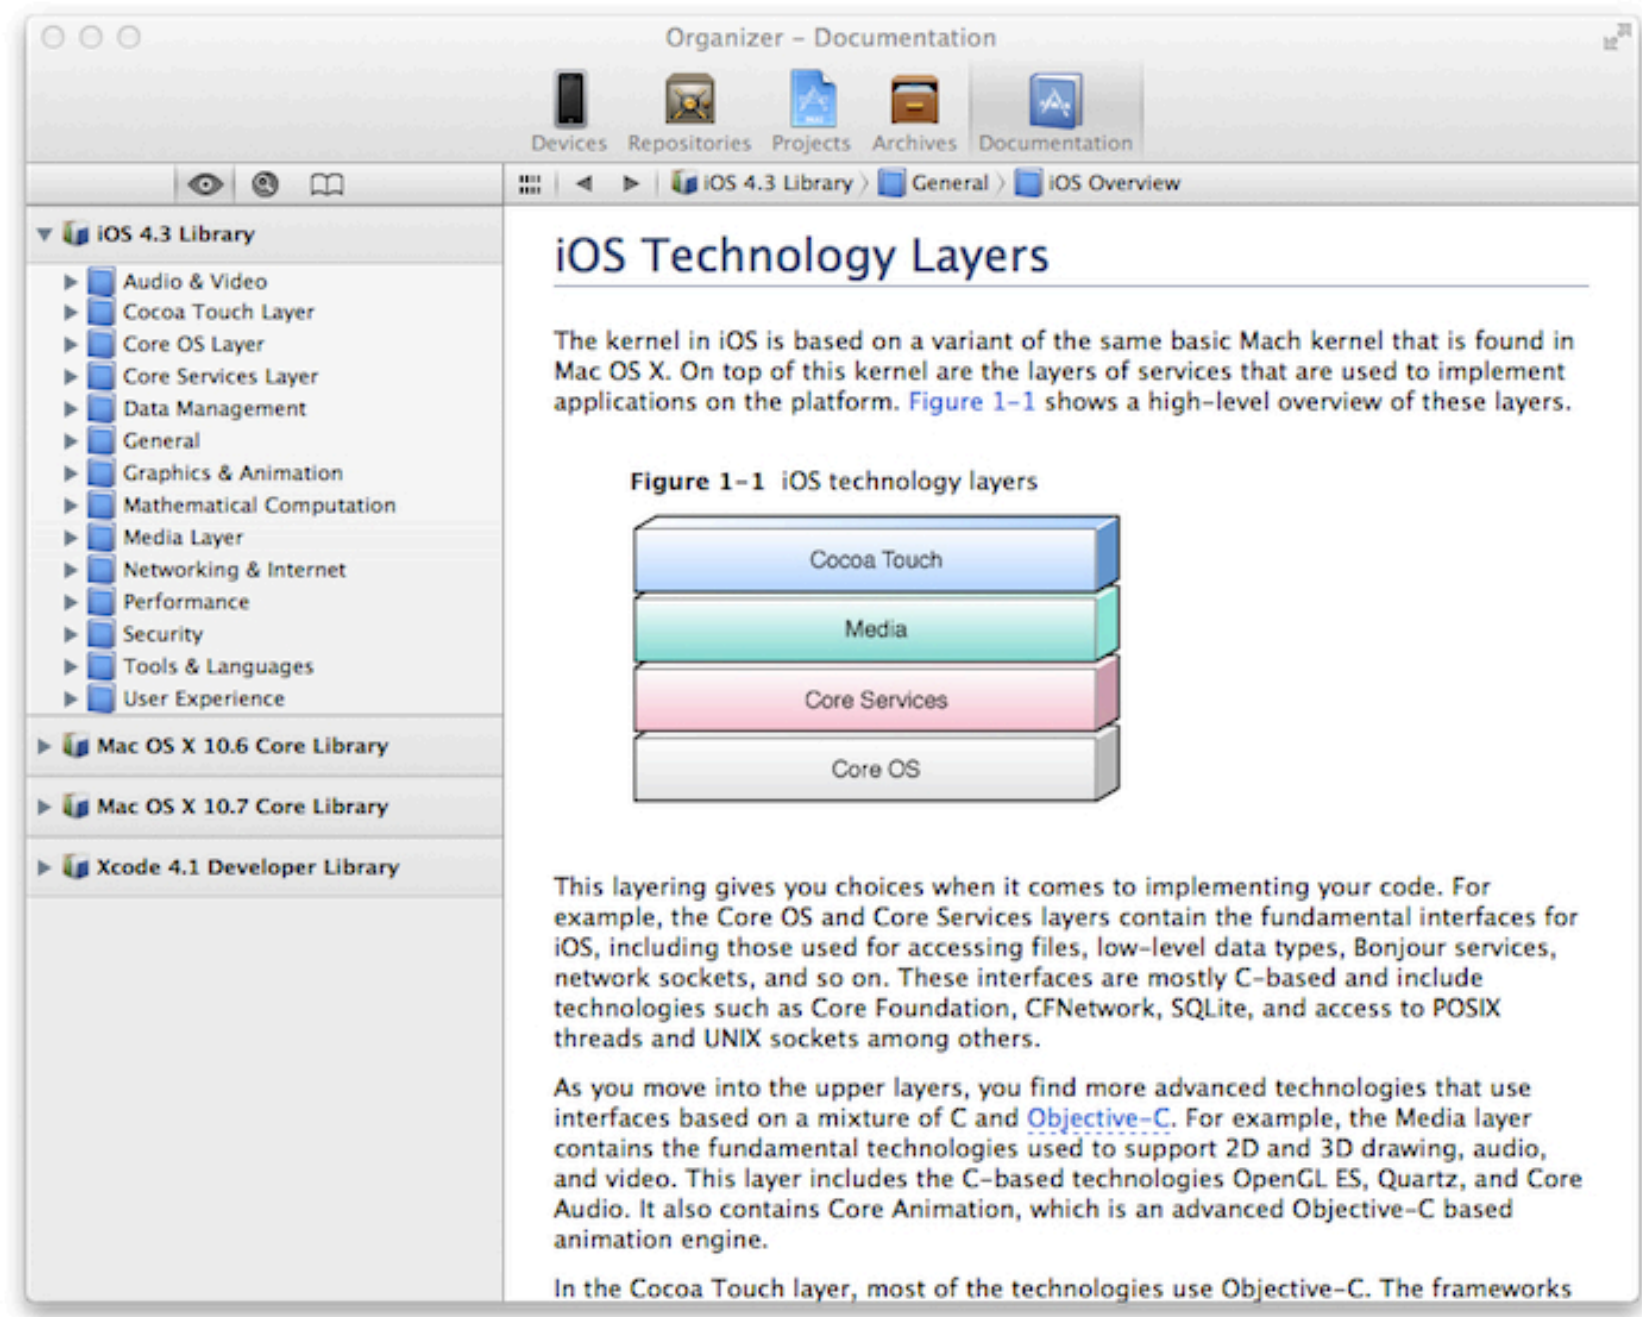 Organizer – Documentation
Devices Repositories Projects Archives Documentation
iOS 4.3 Library General iOS Overview
iOS 4.3 Library
Audio & Video
Cocoa Touch Layer
Core OS Layer
Core Services Layer
Data Management
General
Graphics & Animation
Mathematical Computation
Media Layer
Networking & Internet
Performance
Security
Tools & Languages
User Experience
Mac OS X 10.6 Core Library
Mac OS X 10.7 Core Library
Xcode 4.1 Developer Library
iOS Technology Layers
The kernel in iOS is based on a variant of the same basic Mach kernel that is found in
Mac OS X. On top of this kernel are the layers of services that are used to implement
applications on the platform. Figure 1-1 shows a high-level overview of these layers.
Figure 1-1 iOS technology layers
Cocoa Touch
Media
Core Services
Core OS
This layering gives you choices when it comes to implementing your code. For
example, the Core OS and Core Services layers contain the fundamental interfaces for
iOS, including those used for accessing files, low-level data types, Bonjour services,
network sockets, and so on. These interfaces are mostly C-based and include
technologies such as Core Foundation, CFNetwork, SQLite, and access to POSIX
threads and UNIX sockets among others.
As you move into the upper layers, you find more advanced technologies that use
interfaces based on a mixture of C and Objective-C. For example, the Media layer
contains the fundamental technologies used to support 2D and 3D drawing, audio,
and video. This layer includes the C-based technologies OpenGL ES, Quartz, and Core
Audio. It also contains Core Animation, which is an advanced Objective-C based
animation engine.
In the Cocoa Touch layer, most of the technologies use Objective-C. The frameworks